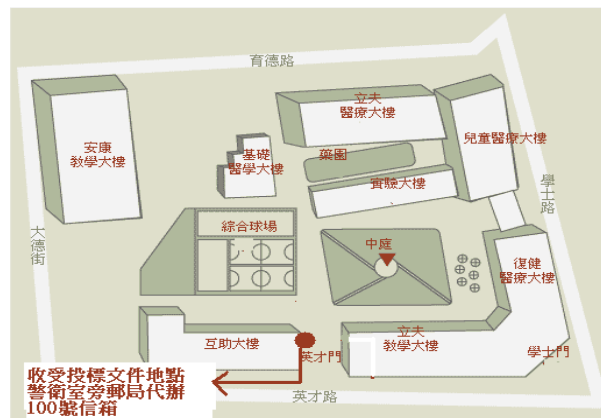 育德路
立夫
醫療大樓
兒童醫療大樓
安康
教學大樓
基礎
醫學大樓
藥園
實驗大樓
學士路
大德街
綜合球場
中庭
復健
醫療大樓
互助大樓
英才門
立夫
教學大樓
學士門
英才路
收受投標文件地點
警衛室旁郵局代辦
100號信箱